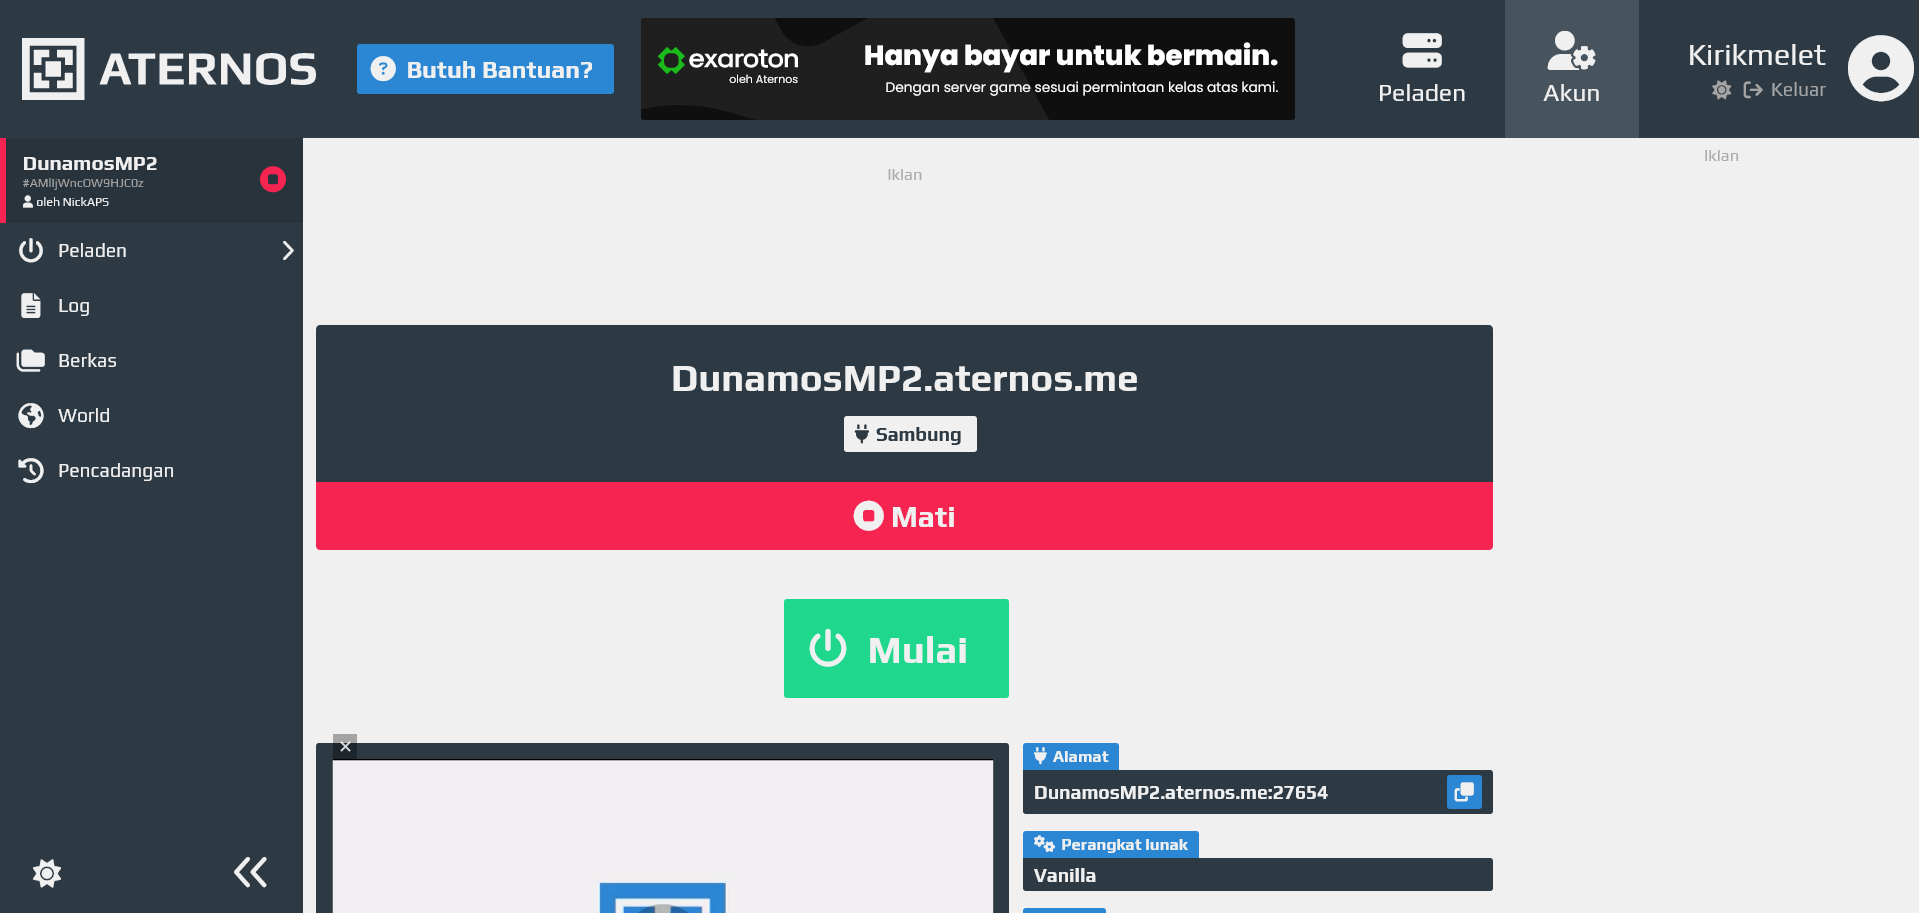 ATERNOS
Butuh Bantuan?
exaroton
oleh Aternos
Hanya bayar untuk bermain.
Dengan server game sesuai permintaan kelas atas kami.
Peladen
Akun
Kirikmelet
Keluar
DunamosMP2
#AMlIjWncOW9HJC0z
oleh NickAPS
Peladen
Log
Berkas
World
Pencadangan
Iklan
Iklan
DunamosMP2.aternos.me
Sambung
Mati
Mulai
Alamat
DunamosMP2.aternos.me:27654
Perangkat lunak
Vanilla